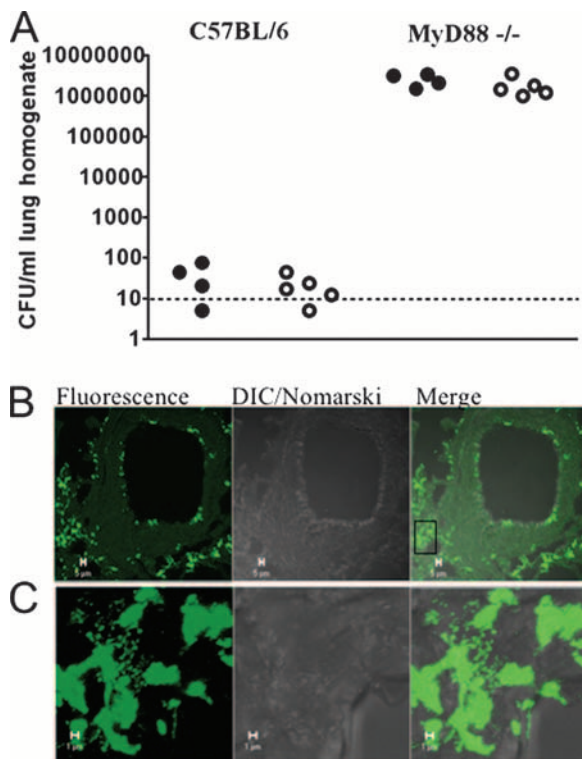 A
C57BL/6 MyD88 -/-
CFU/ml lung homogenate
10000000
1000000
100000
10000
1000
100
10
1
B
Fluorescence DIC/Nomarski Merge
5 µm 5 µm 5 µm
C
1 µm 1 µm 1 µm